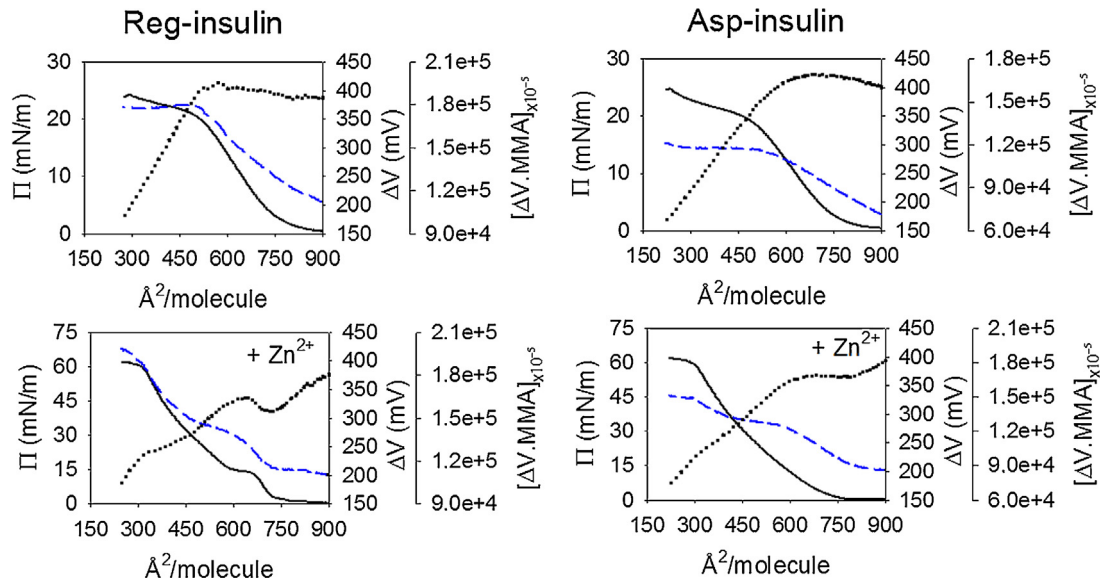 Reg-insulin
Asp-insulin
30
20
10
0
Π (mN/m)
450
400
350
300
250
200
150
ΔV (mV)
2.1e+5
1.8e+5
1.5e+5
1.2e+5
9.0e+4
[ΔV.MMA]x10⁻⁵
150 300 450 600 750 900
Å²/molecule
30
20
10
0
Π (mN/m)
450
400
350
300
250
200
150
ΔV (mV)
1.8e+5
1.5e+5
1.2e+5
9.0e+4
6.0e+4
[ΔV.MMA]x10⁻⁵
150 300 450 600 750 900
Å²/molecule
75
60
45
30
15
0
Π (mN/m)
+ Zn²⁺
450
400
350
300
250
200
150
ΔV (mV)
2.1e+5
1.8e+5
1.5e+5
1.2e+5
9.0e+4
[ΔV.MMA]x10⁻⁵
150 300 450 600 750 900
Å²/molecule
75
60
45
30
15
0
Π (mN/m)
+ Zn²⁺
450
400
350
300
250
200
150
ΔV (mV)
1.8e+5
1.5e+5
1.2e+5
9.0e+4
6.0e+4
[ΔV.MMA]x10⁻⁵
150 300 450 600 750 900
Å²/molecule